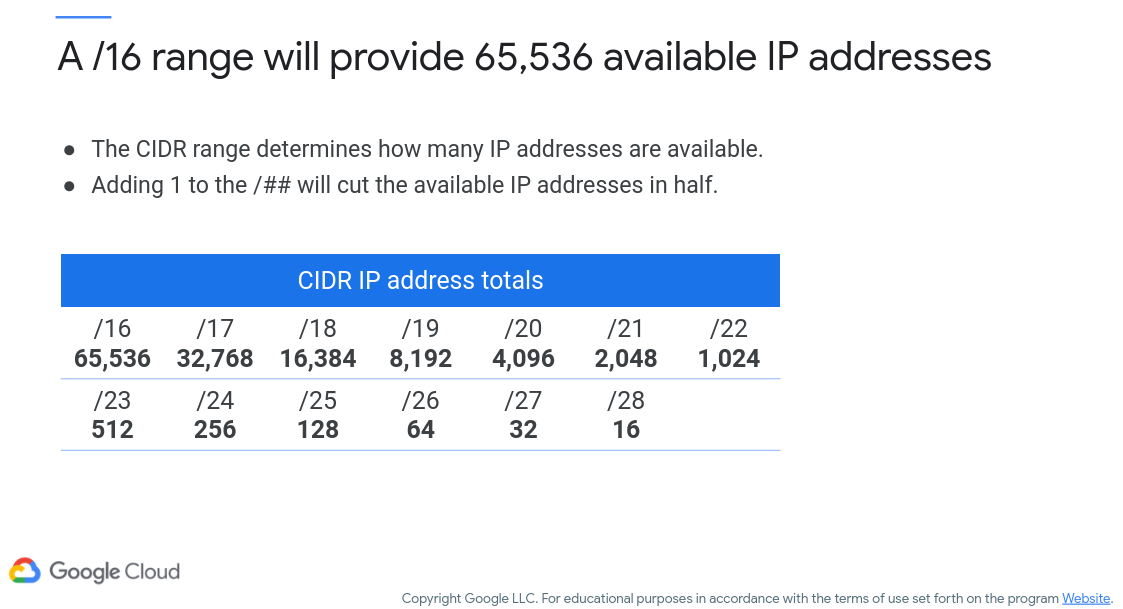 A /16 range will provide 65,536 available IP addresses
● The CIDR range determines how many IP addresses are available.
● Adding 1 to the /## will cut the available IP addresses in half.
CIDR IP address totals
/16 /17 /18 /19 /20 /21 /22
65,536 32,768 16,384 8,192 4,096 2,048 1,024
/23 /24 /25 /26 /27 /28
512 256 128 64 32 16
Google Cloud
Copyright Google LLC. For educational purposes in accordance with the terms of use set forth on the program Website.